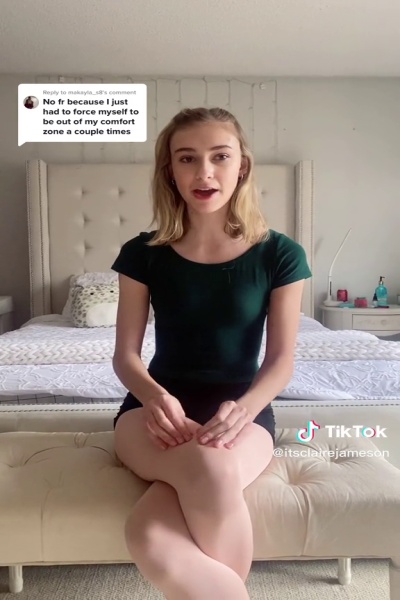 Reply to makayla_s8's comment
No fr because I just
had to force myself to
be out of my comfort
zone a couple times
TikTok
@itsclairejameson